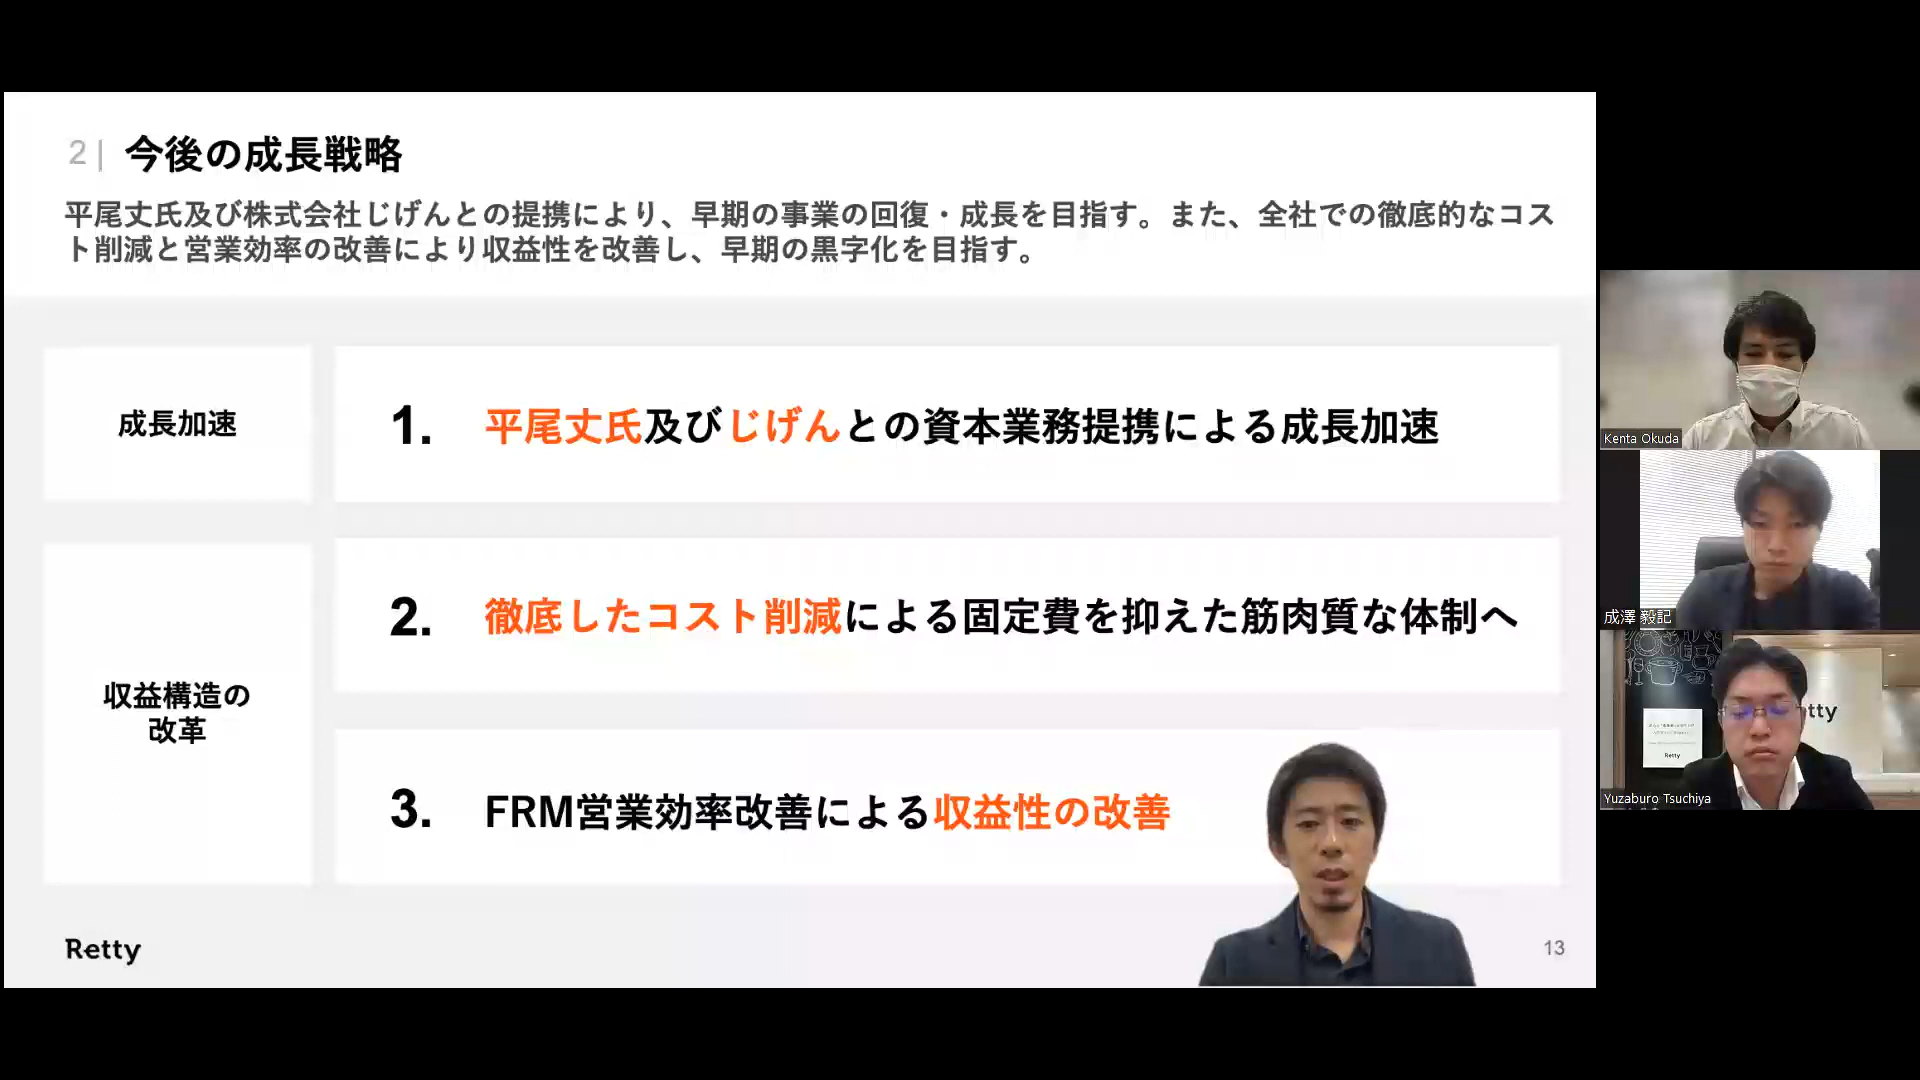 2| 今後の成長戦略
平尾丈氏及び株式会社じげんとの提携により、早期の事業の回復・成長を目指す。また、全社での徹底的なコス
ト削減と営業効率の改善により収益性を改善し、早期の黒字化を目指す。
成長加速
1. 平尾丈氏及びじげんとの資本業務提携による成長加速
収益構造の
改革
2. 徹底したコスト削減による固定費を抑えた筋肉質な体制へ
3. FRM営業効率改善による収益性の改善
Retty
13
Kenta Okuda
成澤 毅記
etty
Retty
Yuzaburo Tsuchiya